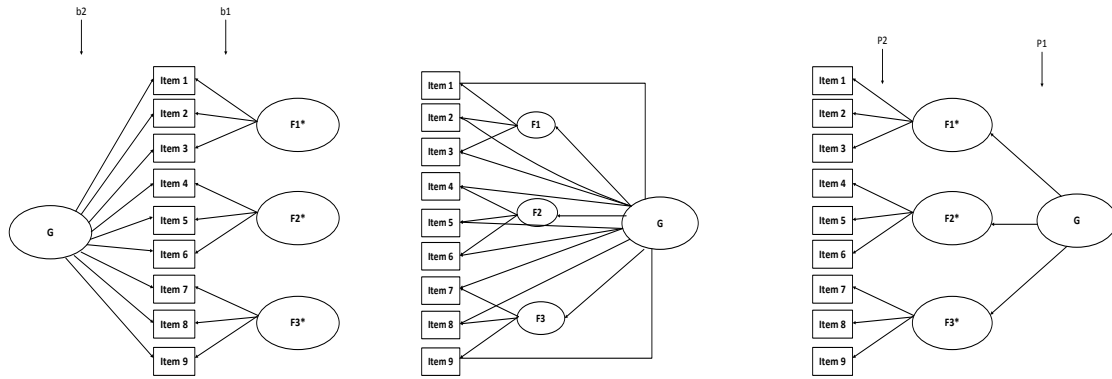 b2
b1
Item 1
Item 2
Item 3
Item 4
Item 5
Item 6
Item 7
Item 8
Item 9
G
F1*
F2*
F3*
Item 1
Item 2
Item 3
Item 4
Item 5
Item 6
Item 7
Item 8
Item 9
F1
F2
F3
G
P2
P1
Item 1
Item 2
Item 3
Item 4
Item 5
Item 6
Item 7
Item 8
Item 9
F1*
F2*
F3*
G